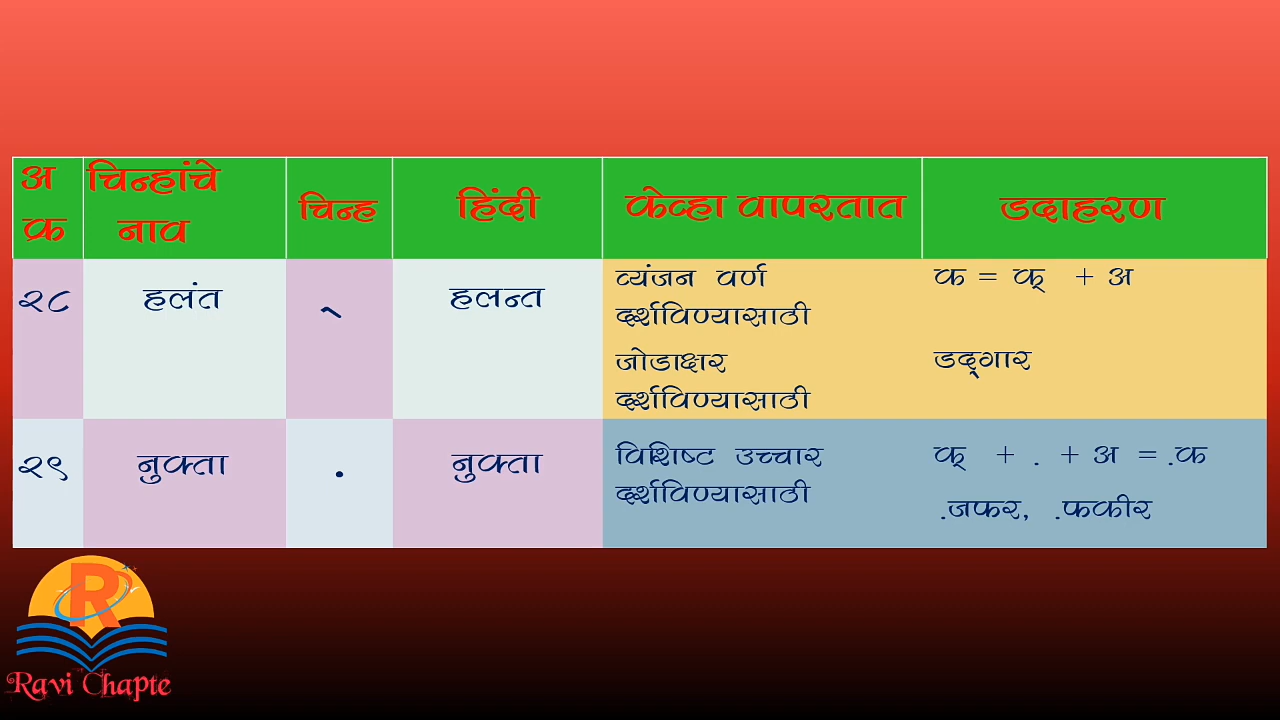 अ क्र चिन्हांचे नाव चिन्ह हिंदी केव्हा वापरतात उदाहरण
२८ हलंत ् हलन्त व्यंजन वर्ण दर्शविण्यासाठी क = क् + अ
जोडाक्षर दर्शविण्यासाठी उद्‌गार
२९ नुक्ता . नुक्ता विशिष्ट उच्चार दर्शविण्यासाठी क् + . + अ = .क
.जफर, .फकीर
Ravi Chapte